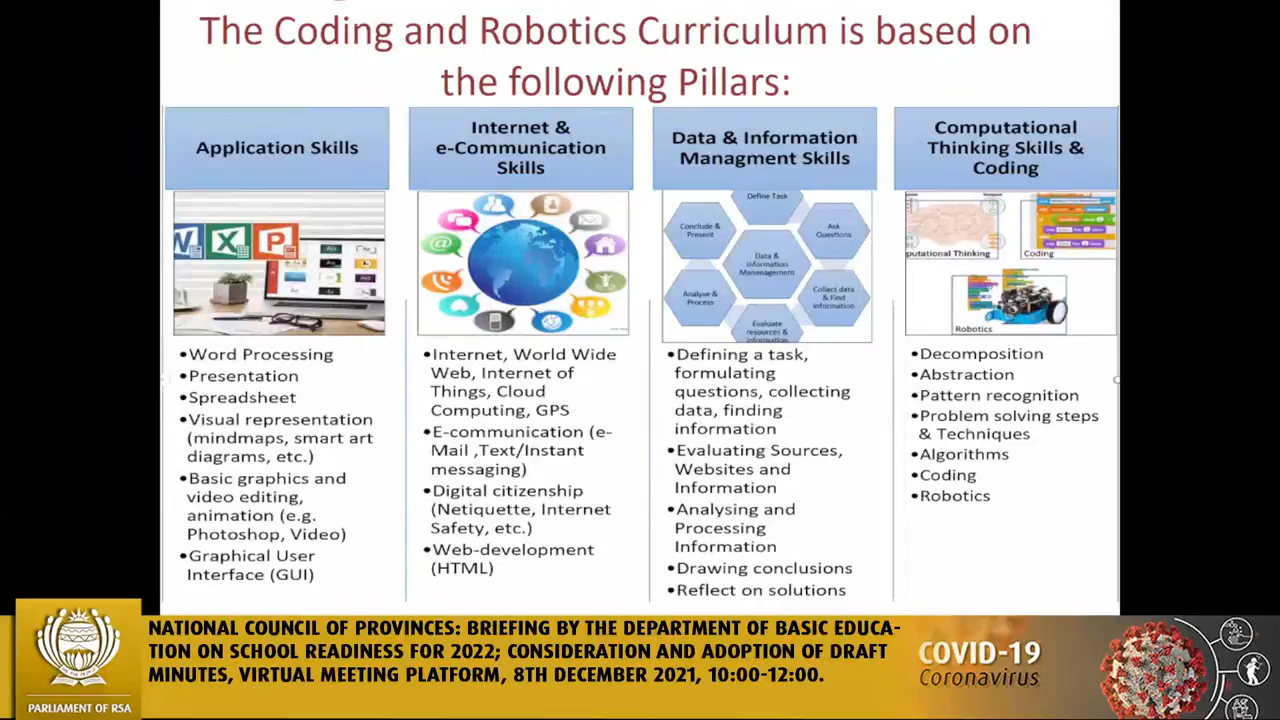 The Coding and Robotics Curriculum is based on
the following Pillars:
Application Skills
W X P
•Word Processing
•Presentation
•Spreadsheet
•Visual representation
(mindmaps, smart art
diagrams, etc.)
•Basic graphics and
video editing,
animation (e.g.
Photoshop, Video)
•Graphical User
Interface (GUI)
Internet &
e-Communication
Skills
•Internet, World Wide
Web, Internet of
Things, Cloud
Computing, GPS
•E-communication (e-
Mail ,Text/Instant
messaging)
•Digital citizenship
(Netiquette, Internet
Safety, etc.)
•Web-development
(HTML)
Data & Information
Managment Skills
Define Task
Conclude &
Present
Ask
Questions
Data &
Information
Mananagement
Analyse &
Process
Collect data
& Find
information
Evaluate
resources &
information
•Defining a task,
formulating
questions, collecting
data, finding
information
•Evaluating Sources,
Websites and
Information
•Analysing and
Processing
Information
•Drawing conclusions
•Reflect on solutions
Computational
Thinking Skills &
Coding
putational Thinking
Coding
Robotics
•Decomposition
•Abstraction
•Pattern recognition
•Problem solving steps
& Techniques
•Algorithms
•Coding
•Robotics
PARLIAMENT OF RSA
NATIONAL COUNCIL OF PROVINCES: BRIEFING BY THE DEPARTMENT OF BASIC EDUCA-
TION ON SCHOOL READINESS FOR 2022; CONSIDERATION AND ADOPTION OF DRAFT
MINUTES, VIRTUAL MEETING PLATFORM, 8TH DECEMBER 2021, 10:00-12:00.
COVID-19
Coronavirus